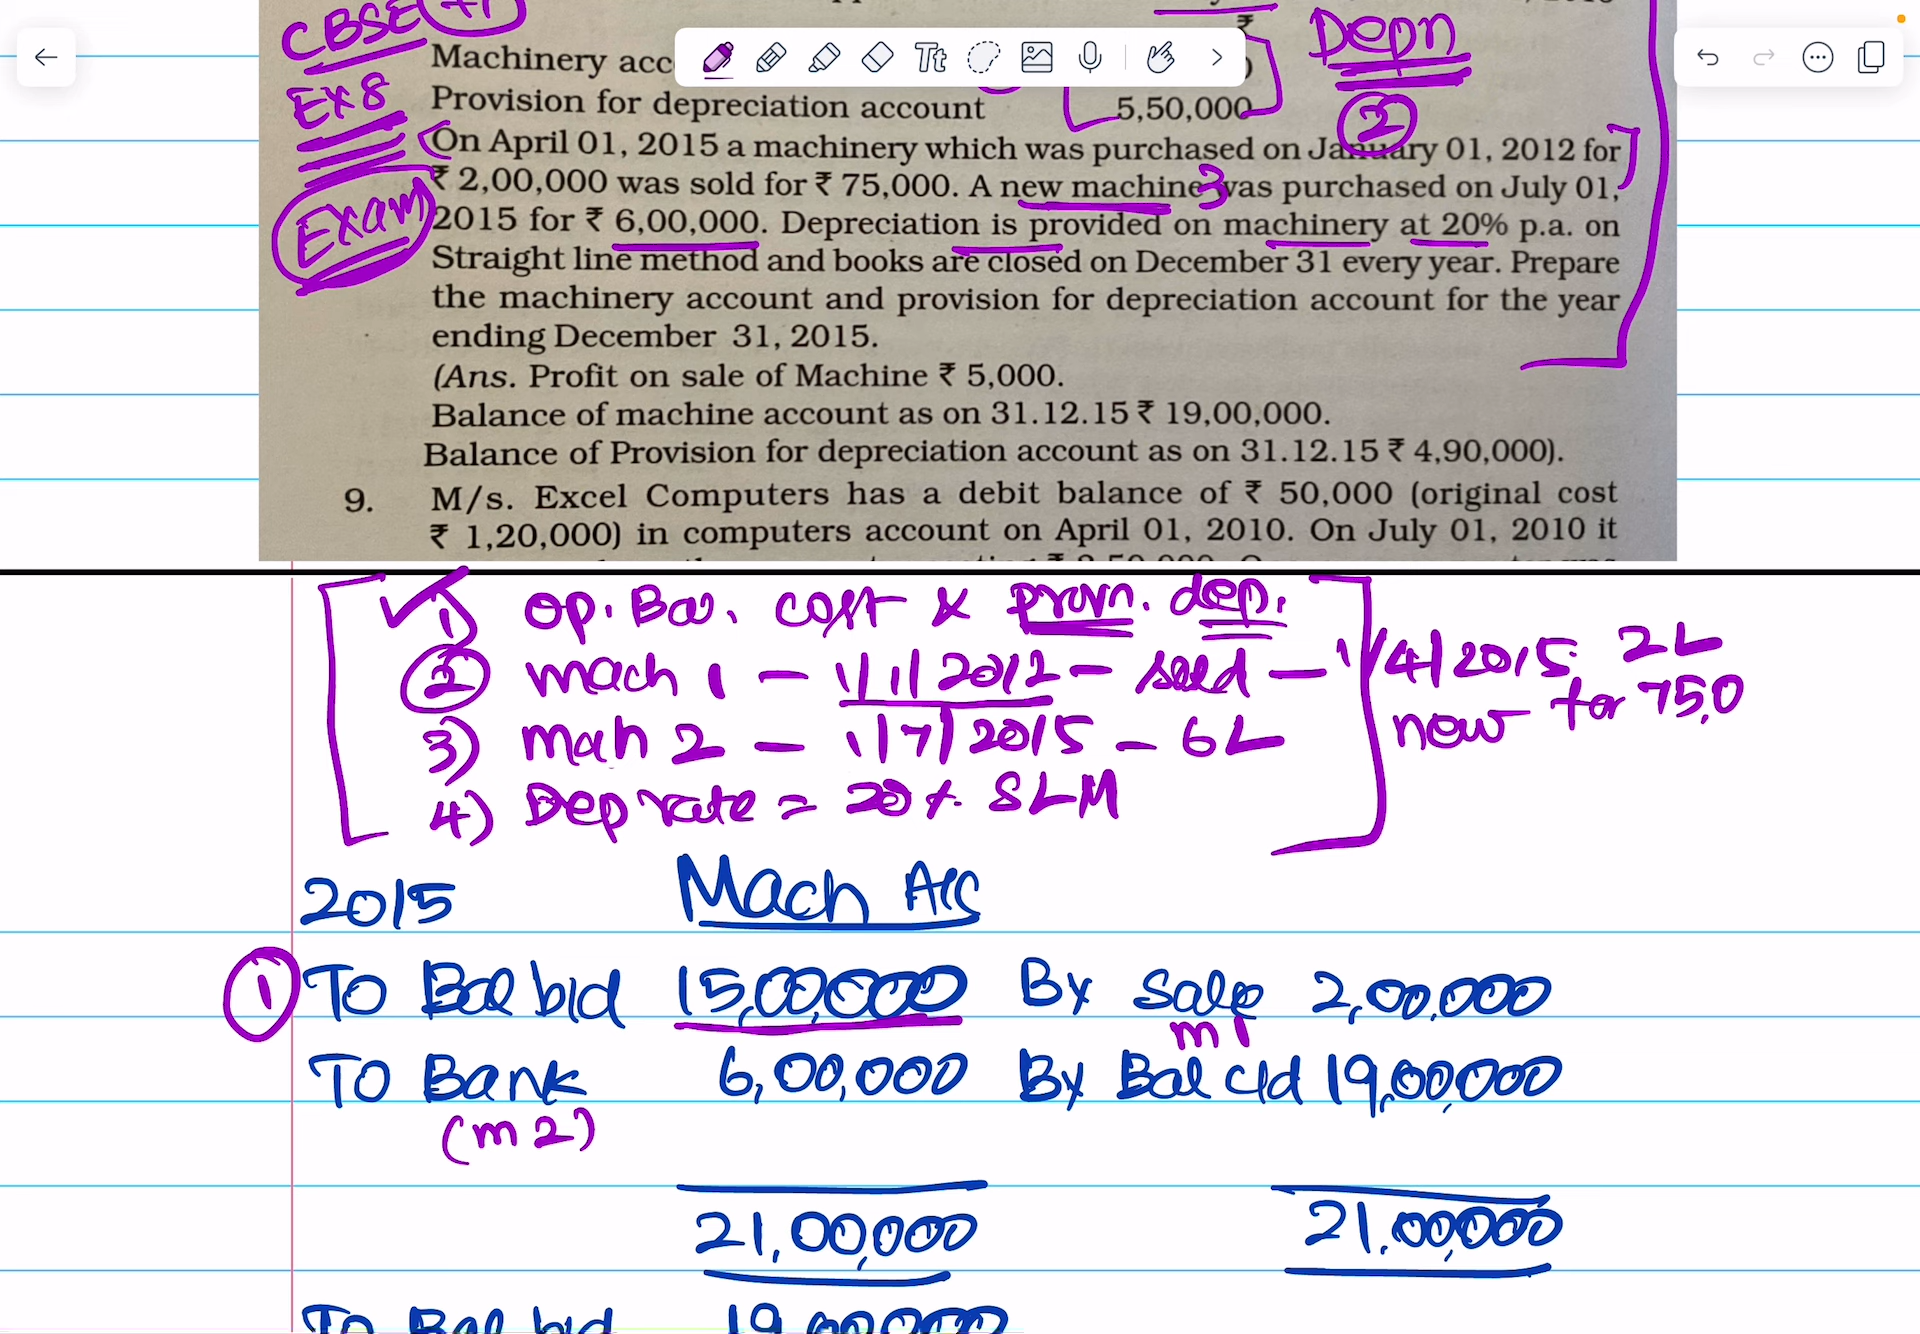 CBSE +1
₹
Depn
Machinery acc
EX 8
Provision for depreciation account 5,50,000
2
On April 01, 2015 a machinery which was purchased on January 01, 2012 for
₹ 2,00,000 was sold for ₹ 75,000. A new machine was purchased on July 01,
3
Exam
2015 for ₹ 6,00,000. Depreciation is provided on machinery at 20% p.a. on
Straight line method and books are closed on December 31 every year. Prepare
the machinery account and provision for depreciation account for the year
ending December 31, 2015.
(Ans. Profit on sale of Machine ₹ 5,000.
Balance of machine account as on 31.12.15 ₹ 19,00,000.
Balance of Provision for depreciation account as on 31.12.15 ₹ 4,90,000).
9. M/s. Excel Computers has a debit balance of ₹ 50,000 (original cost
₹ 1,20,000) in computers account on April 01, 2010. On July 01, 2010 it
1) Op. Bal. cost & provn. dep.
2 mach 1 - 1/1/2012 - sold - 1/4/2015 2L
for 75,0
3) mah 2 - 1/7/2015 - 6L new
4) Dep rate = 20%. SLM
2015 Mach A/c
1 To Bal b/d 15,00,000 By Sale 2,00,000
m 1
To Bank 6,00,000 By Bal c/d 19,00,000
(m 2)
21,00,000 21,00,000
To Bal b/d 19,00,000